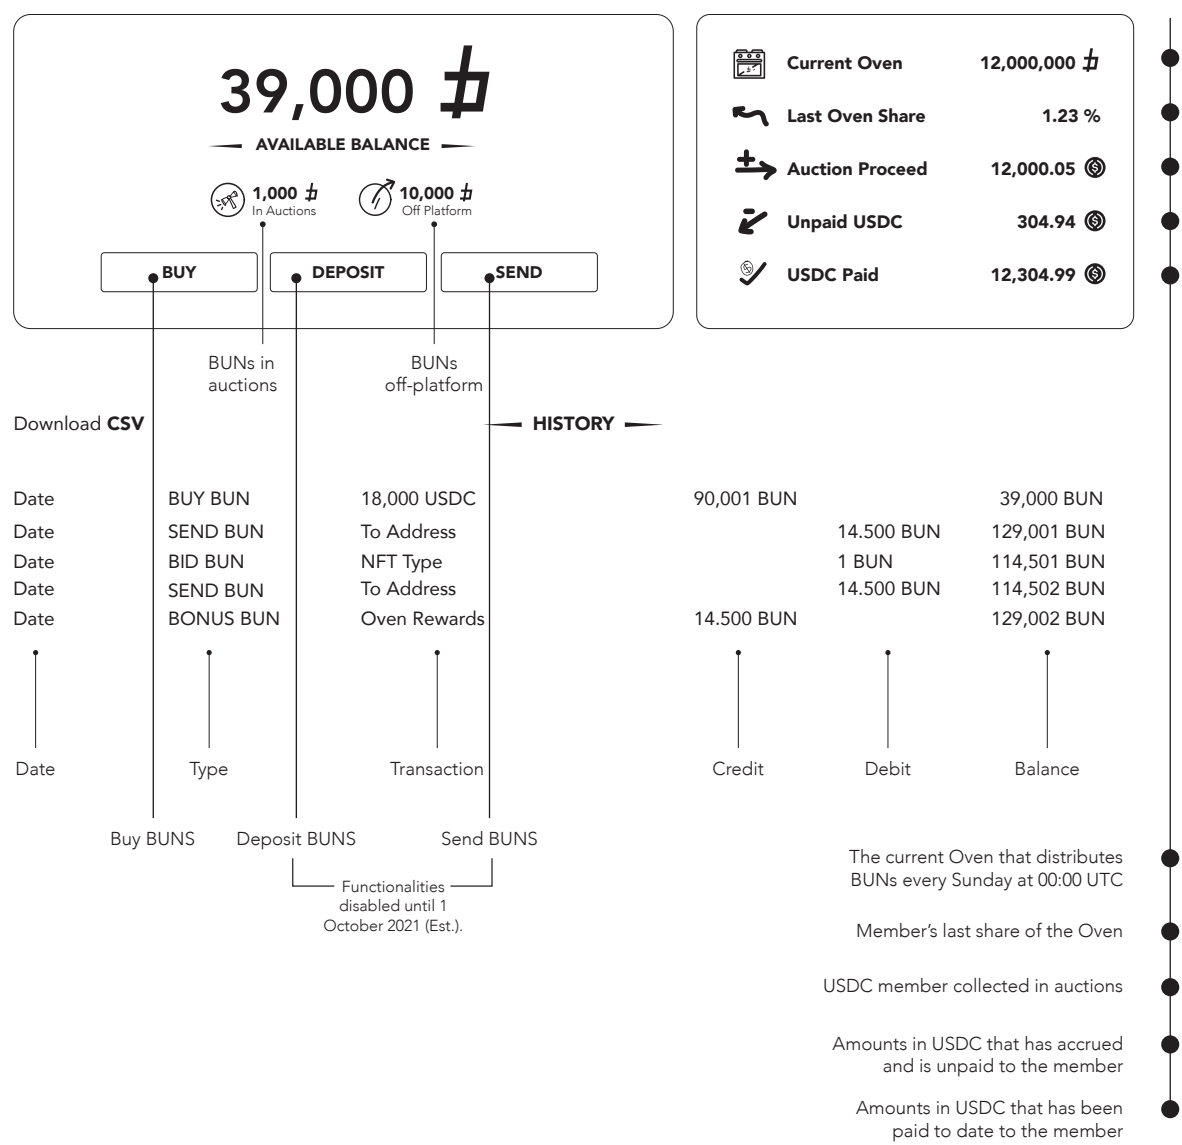 39,000
AVAILABLE BALANCE
1,000
In Auctions
10,000
Off Platform
BUY
DEPOSIT
SEND
Current Oven 12,000,000
Last Oven Share 1.23 %
Auction Proceed 12,000.05
Unpaid USDC 304.94
USDC Paid 12,304.99
BUNs in
auctions
BUNs
off-platform
Download CSV
HISTORY
Date BUY BUN 18,000 USDC 90,001 BUN 39,000 BUN
Date SEND BUN To Address 14.500 BUN 129,001 BUN
Date BID BUN NFT Type 1 BUN 114,501 BUN
Date SEND BUN To Address 14.500 BUN 114,502 BUN
Date BONUS BUN Oven Rewards 14.500 BUN 129,002 BUN
Date Type Transaction Credit Debit Balance
Buy BUNS Deposit BUNS Send BUNS
Functionalities
disabled until 1
October 2021 (Est.).
The current Oven that distributes
BUNs every Sunday at 00:00 UTC
Member's last share of the Oven
USDC member collected in auctions
Amounts in USDC that has accrued
and is unpaid to the member
Amounts in USDC that has been
paid to date to the member